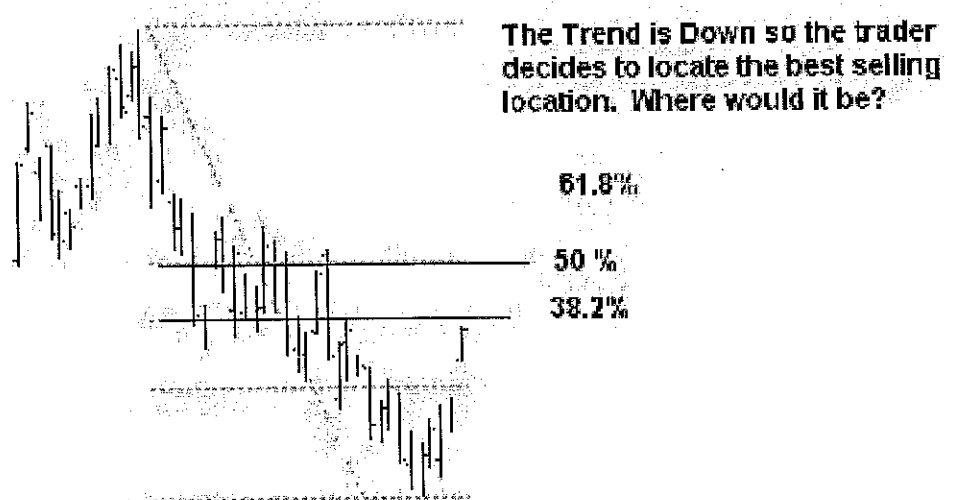 The Trend is Down so the trader
decides to locate the best selling
location. Where would it be?
61.8%
50 %
38.2%